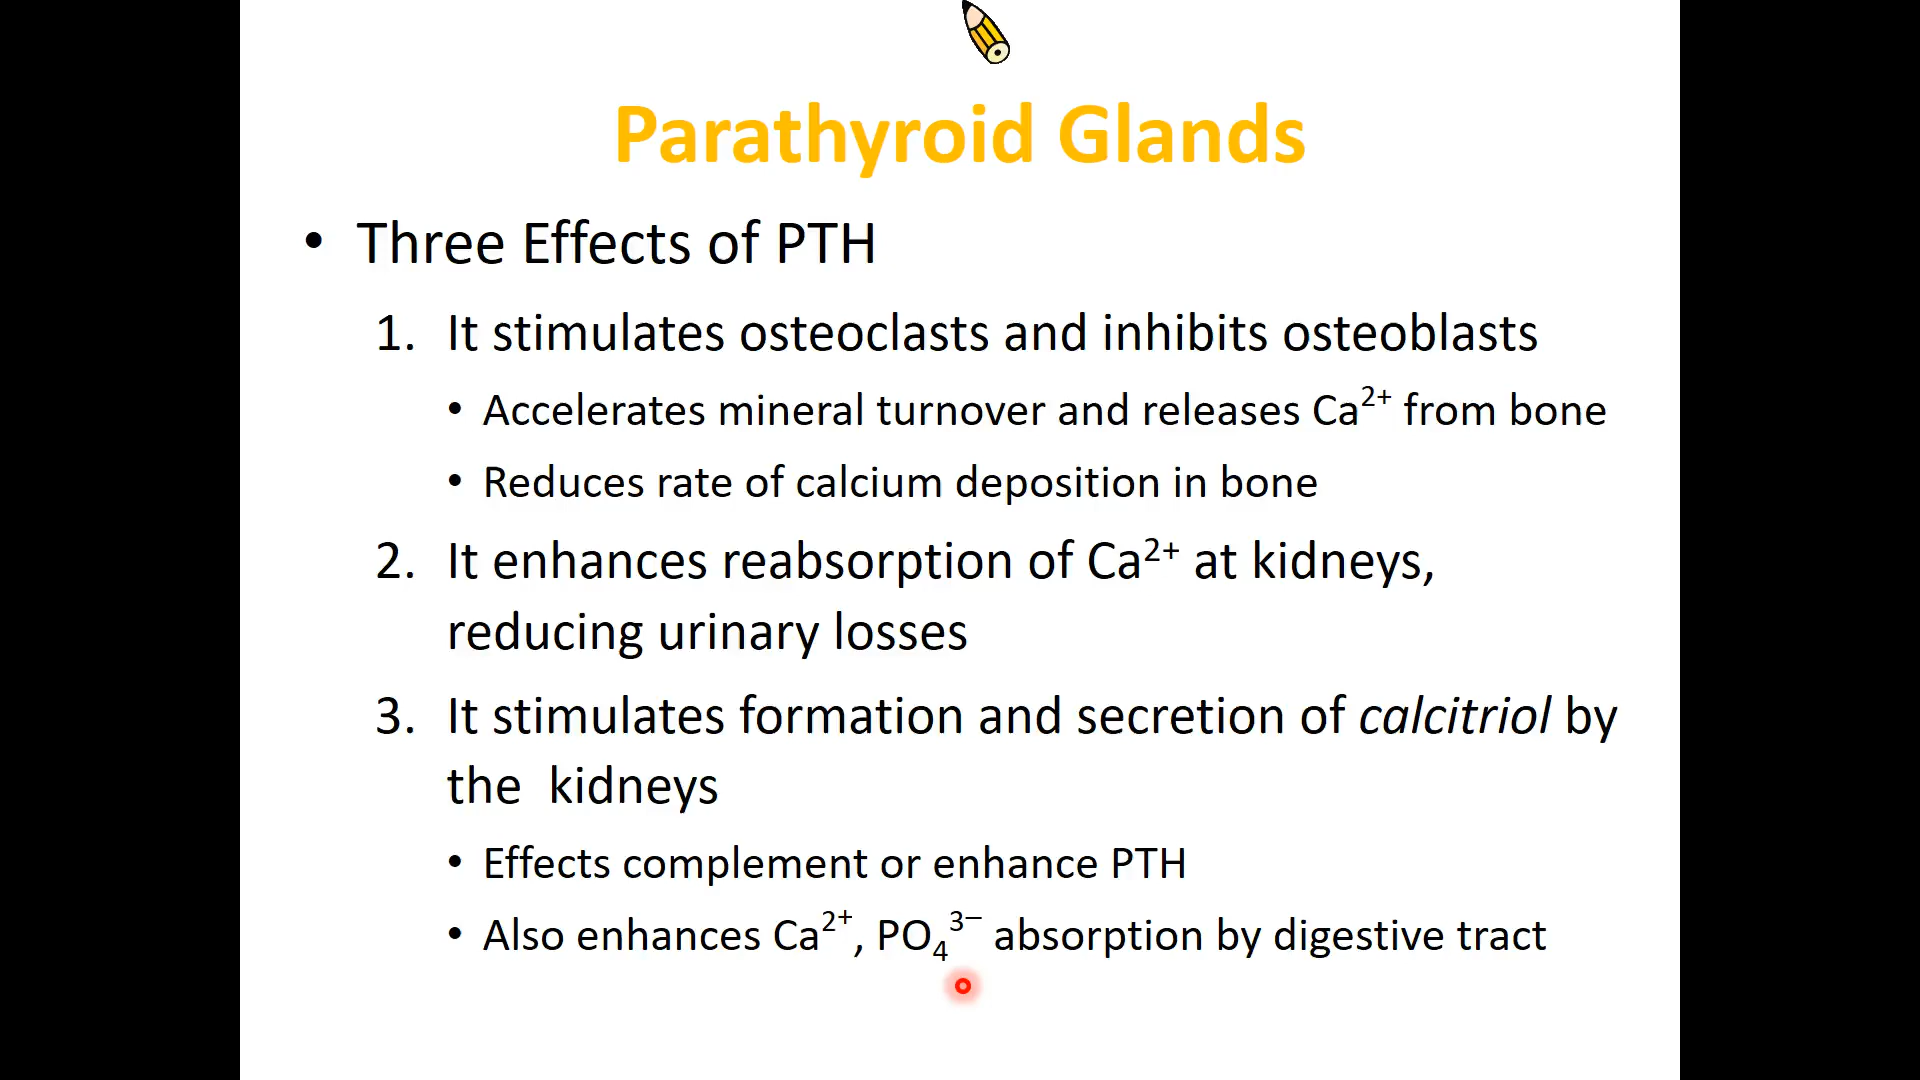 Parathyroid Glands
• Three Effects of PTH
1. It stimulates osteoclasts and inhibits osteoblasts
• Accelerates mineral turnover and releases Ca²⁺ from bone
• Reduces rate of calcium deposition in bone
2. It enhances reabsorption of Ca²⁺ at kidneys,
reducing urinary losses
3. It stimulates formation and secretion of calcitriol by
the  kidneys
• Effects complement or enhance PTH
• Also enhances Ca²⁺, PO₄³⁻ absorption by digestive tract